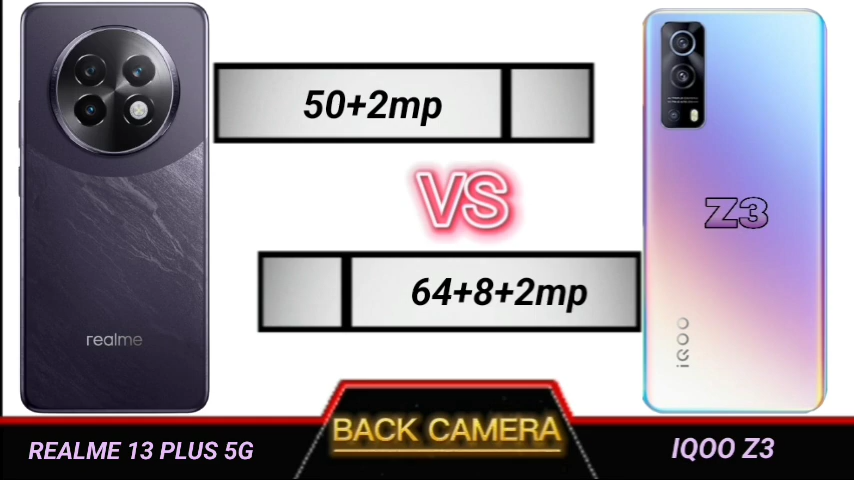 50+2mp
VS
Z3
64+8+2mp
realme
iQOO
BACK CAMERA
REALME 13 PLUS 5G
IQOO Z3